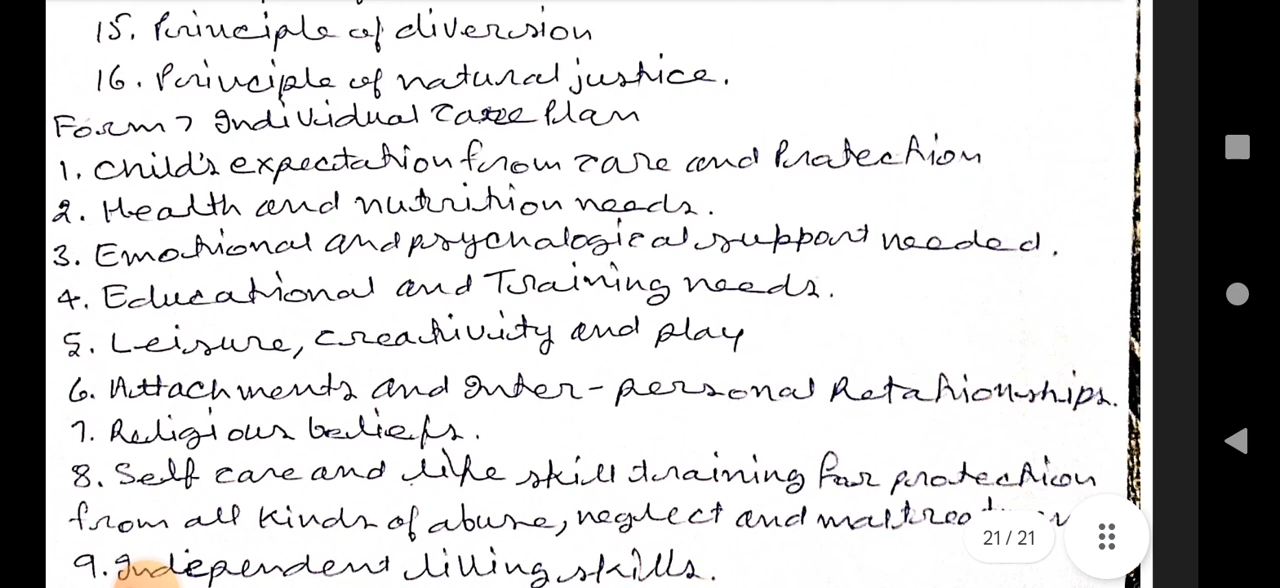 15. Principle of diversion
16. Principle of natural justice.
Form 7 Individual Care Plan
1. Child's expectation from care and Protection
2. Health and nutrition needs.
3. Emotional and psychological support needed.
4. Educational and Training needs.
5. Leisure, creativity and play
6. Attachments and Inter-personal Relationships.
7. Religious beliefs.
8. Self care and life skill training for protection
from all kinds of abuse, neglect and
21 / 21
9. Independent living skills.